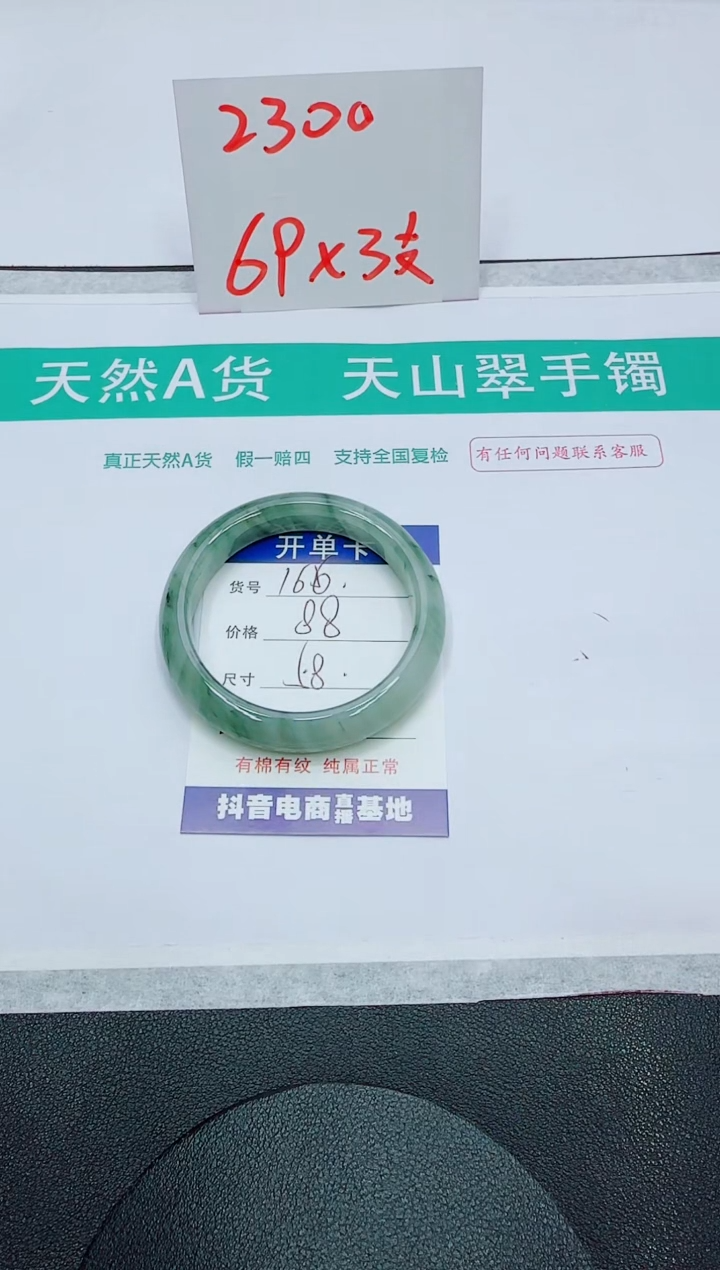 2300
69x3支
天然A货 天山翠手镯
真正天然A货 假一赔四 支持全国复检 有任何问题联系客服
开单卡
货号 166.
价格 88
尺寸 58.
有棉有纹 纯属正常
抖音电商直播基地